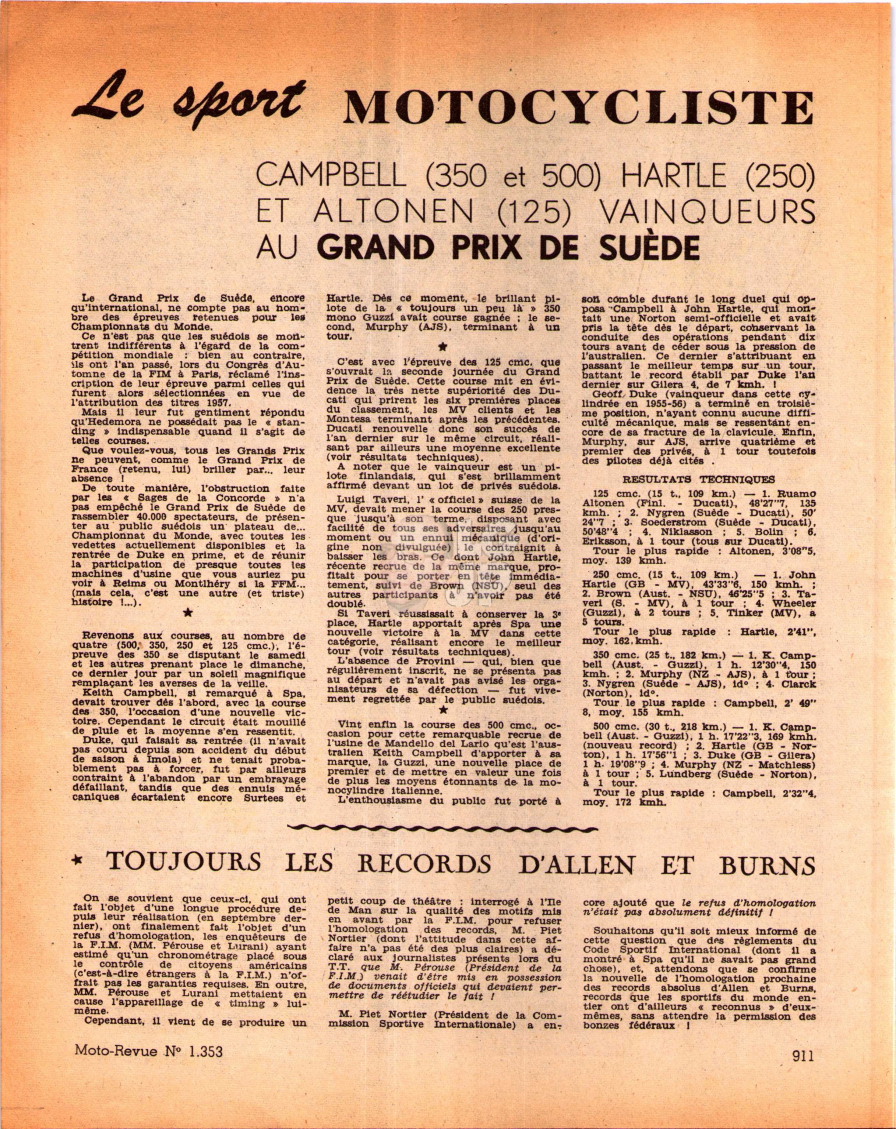 Le sport MOTOCYCLISTE
CAMPBELL (350 et 500) HARTLE (250)
ET ALTONEN (125) VAINQUEURS
AU GRAND PRIX DE SUÈDE
Le Grand Prix de Suède, encore
qu'international, ne compte pas au nom-
bre des épreuves retenues pour les
Championnats du Monde.
Ce n'est pas que les suédois se mon-
trent indifférents à l'égard de la com-
pétition mondiale : bien au contraire,
ils ont l'an passé, lors du Congrès d'Au-
tomne de la FIM à Paris, réclamé l'ins-
cription de leur épreuve parmi celles qui
furent alors sélectionnées en vue de
l'attribution des titres 1957.
Mais il leur fut gentiment répondu
qu'Hedemora ne possédait pas le « stan-
ding » indispensable quand il s'agit de
telles courses.
Que voulez-vous, tous les Grands Prix
ne peuvent, comme le Grand Prix de
France (retenu, lui) briller par... leur
absence !
De toute manière, l'obstruction faite
par les « Sages de la Concorde » n'a
pas empêché le Grand Prix de Suède de
rassembler 40.000 spectateurs, de présen-
ter au public suédois un plateau de...
Championnat du Monde, avec toutes les
vedettes actuellement disponibles et la
rentrée de Duke en prime, et de réunir
la participation de presque toutes les
machines d'usine que vous auriez pu
voir à Reims ou Montlhéry si la FFM...
(mais cela, c'est une autre (et triste)
histoire !...).
★
Revenons aux courses, au nombre de
quatre (500, 350, 250 et 125 cmc.), l'é-
preuve des 350 se disputant le samedi
et les autres prenant place le dimanche,
ce dernier jour par un soleil magnifique
remplaçant les averses de la veille.
Keith Campbell, si remarqué à Spa,
devait trouver dès l'abord, avec la course
des 350, l'occasion d'une nouvelle vic-
toire. Cependant le circuit était mouillé
de pluie et la moyenne s'en ressentit.
Duke, qui faisait sa rentrée (il n'avait
pas couru depuis son accident du début
de saison à Imola) et ne tenait proba-
blement pas à forcer, fut par ailleurs
contraint à l'abandon par un embrayage
défaillant, tandis que des ennuis mé-
caniques écartaient encore Surtees et
Hartle. Dès ce moment, le brillant pi-
lote de la « toujours un peu là » 350
mono Guzzi avait course gagnée ; le se-
cond, Murphy (AJS), terminant à un
tour.
★
C'est avec l'épreuve des 125 cmc. que
s'ouvrait la seconde journée du Grand
Prix de Suède. Cette course mit en évi-
dence la très nette supériorité des Du-
cati qui prirent les six premières places
du classement, les MV clients et les
Montesa terminant après les précédentes.
Ducati renouvelle donc son succès de
l'an dernier sur le même circuit, réali-
sant par ailleurs une moyenne excellente
(voir résultats techniques).
A noter que le vainqueur est un pi-
lote finlandais, qui s'est brillamment
affirmé devant un lot de privés suédois.
Luigi Taveri, l' « officiel » suisse de la
MV, devait mener la course des 250 pres-
que jusqu'à son terme, disposant avec
facilité de tous ses adversaires jusqu'au
moment où un ennui mécanique (d'ori-
gine non divulguée) le contraignit à
baisser les bras. Ce dont John Hartle,
récente recrue de la même marque, pro-
fitait pour se porter en tête immédia-
tement, suivi de Brown (NSU), seul des
autres participants à n'avoir pas été
doublé.
Si Taveri réussissait à conserver la 3e
place, Hartle apportait après Spa une
nouvelle victoire à la MV dans cette
catégorie, réalisant encore le meilleur
tour (voir résultats techniques).
L'absence de Provini — qui, bien que
régulièrement inscrit, ne se présenta pas
au départ et n'avait pas avisé les orga-
nisateurs de sa défection — fut vive-
ment regrettée par le public suédois.
★
Vint enfin la course des 500 cmc., oc-
casion pour cette remarquable recrue de
l'usine de Mandello del Lario qu'est l'aus-
tralien Keith Campbell d'apporter à sa
marque, la Guzzi, une nouvelle place de
premier et de mettre en valeur une fois
de plus les moyens étonnants de la mo-
nocylindre italienne.
L'enthousiasme du public fut porté à
son comble durant le long duel qui op-
posa Campbell à John Hartle, qui mon-
tait une Norton semi-officielle et avait
pris la tête dès le départ, conservant la
conduite des opérations pendant dix
tours avant de céder sous la pression de
l'australien. Ce dernier s'attribuant en
passant le meilleur temps sur un tour,
battant le record établi par Duke l'an
dernier sur Gilera 4, de 7 kmh. !
Geoff Duke (vainqueur dans cette cy-
lindrée en 1955-56) a terminé en troisiè-
me position, n'ayant connu aucune diffi-
culté mécanique, mais se ressentant en-
core de sa fracture de la clavicule. Enfin,
Murphy, sur AJS, arrive quatrième et
premier des privés, à 1 tour toutefois
des pilotes déjà cités .
RESULTATS TECHNIQUES
125 cmc. (15 t., 109 km.) — 1. Ruamo
Altonen (Finl. - Ducati), 48'27"7, 135
kmh. ; 2. Nygren (Suède - Ducati), 50'
24"7 ; 3. Soederstrom (Suède - Ducati),
50'48"4 ; 4. Niklasson ; 5. Bolin ; 6.
Eriksson, à 1 tour (tous sur Ducati).
Tour le plus rapide : Altonen, 3'08"5,
moy. 139 kmh.
250 cmc. (15 t., 109 km.) — 1. John
Hartle (GB - MV), 43'33"6, 150 kmh. ;
2. Brown (Aust. - NSU), 46'25"5 ; 3. Ta-
veri (S. - MV), à 1 tour ; 4. Wheeler
(Guzzi), à 2 tours ; 5. Tinker (MV), a
5 tours.
Tour le plus rapide : Hartle, 2'41",
moy. 162 kmh.
350 cmc. (25 t., 182 km.) — 1. K. Camp-
bell (Aust. - Guzzi), 1 h. 12'30"4, 150
kmh. ; 2. Murphy (NZ - AJS), à 1 tour ;
3. Nygren (Suède - AJS), id° ; 4. Clarck
(Norton), id°.
Tour le plus rapide : Campbell, 2' 49"
8, moy. 155 kmh.
500 cmc. (30 t., 218 km.) — 1. K. Camp-
bell (Aust. - Guzzi), 1 h. 17'22"3, 169 kmh.
(nouveau record) ; 2. Hartle (GB - Nor-
ton), 1 h. 17'56"1 ; 3. Duke (GB - Gilera)
1 h. 19'08"9 ; 4. Murphy (NZ - Matchless)
à 1 tour ; 5. Lundberg (Suède - Norton),
à 1 tour.
Tour le plus rapide : Campbell, 2'32"4,
moy. 172 kmh.
★ TOUJOURS LES RECORDS D'ALLEN ET BURNS
On se souvient que ceux-ci, qui ont
fait l'objet d'une longue procédure de-
puis leur réalisation (en septembre der-
nier), ont finalement fait l'objet d'un
refus d'homologation, les enquêteurs de
la F.I.M. (MM. Pérouse et Lurani) ayant
estimé qu'un chronométrage placé sous
le contrôle de citoyens américains
(c'est-à-dire étrangers à la F.I.M.) n'of-
frait pas les garanties requises. En outre,
MM. Pérouse et Lurani mettaient en
cause l'appareillage de « timing » lui-
même.
Cependant, il vient de se produire un
petit coup de théâtre : interrogé à l'Ile
de Man sur la qualité des motifs mis
en avant par la F.I.M. pour refuser
l'homologation des records, M. Piet
Nortier (dont l'attitude dans cette af-
faire n'a pas été des plus claires) a dé-
claré aux journalistes présents lors du
T.T. que M. Pérouse (Président de la
F.I.M.) venait d'être mis en possession
de documents officiels qui devaient per-
mettre de réétudier le fait !
M. Piet Nortier (Président de la Com-
mission Sportive Internationale) a en-
core ajouté que le refus d'homologation
n'était pas absolument définitif !
Souhaitons qu'il soit mieux informé de
cette question que des règlements du
Code Sportif International (dont il a
montré à Spa qu'il ne savait pas grand
chose), et, attendons que se confirme
la nouvelle de l'homologation prochaine
des records absolus d'Allen et Burns,
records que les sportifs du monde en-
tier ont d'ailleurs « reconnus » d'eux-
mêmes, sans attendre la permission des
bonzes fédéraux !
Moto-Revue N° 1.353
911